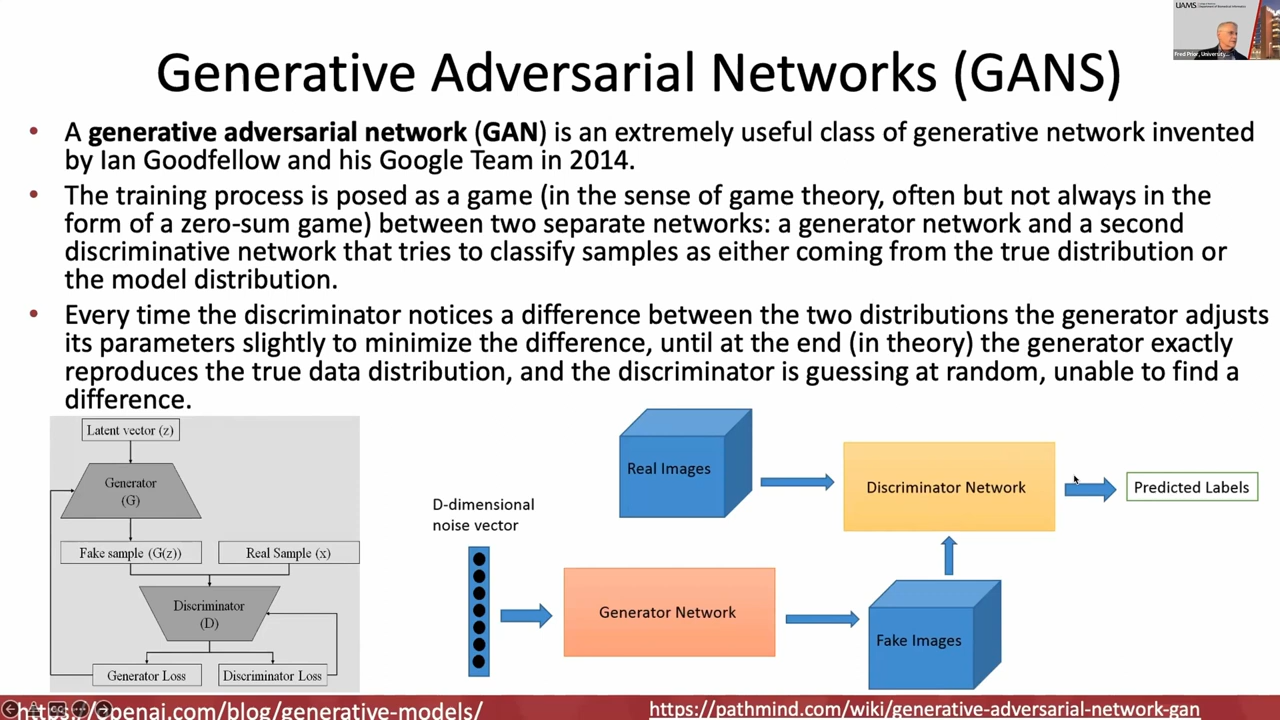 UAMS
Fred Prior, University...
Generative Adversarial Networks (GANS)
• A generative adversarial network (GAN) is an extremely useful class of generative network invented
by Ian Goodfellow and his Google Team in 2014.
• The training process is posed as a game (in the sense of game theory, often but not always in the
form of a zero-sum game) between two separate networks: a generator network and a second
discriminative network that tries to classify samples as either coming from the true distribution or
the model distribution.
• Every time the discriminator notices a difference between the two distributions the generator adjusts
its parameters slightly to minimize the difference, until at the end (in theory) the generator exactly
reproduces the true data distribution, and the discriminator is guessing at random, unable to find a
difference.
Latent vector (z)
Generator
(G)
Fake sample (G(z))
Real Sample (x)
Discriminator
(D)
Generator Loss
Discriminator Loss
D-dimensional
noise vector
Real Images
Discriminator Network
Predicted Labels
Generator Network
Fake Images
https://openai.com/blog/generative-models/
https://pathmind.com/wiki/generative-adversarial-network-gan